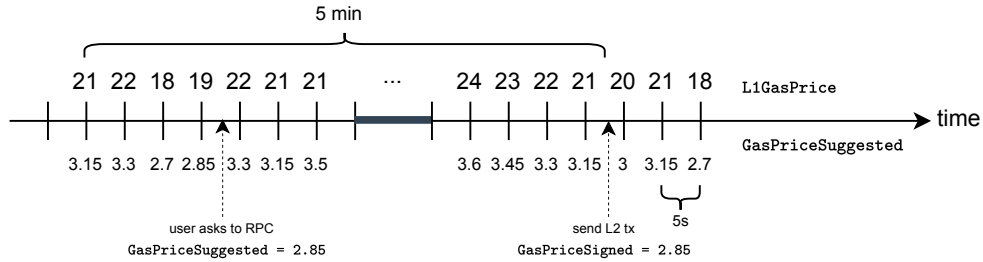 5 min
21 22 18 19 22 21 21 ... 24 23 22 21 20 21 18
L1GasPrice
time
GasPriceSuggested
3.15 3.3 2.7 2.85 3.3 3.15 3.5 3.6 3.45 3.3 3.15 3 3.15 2.7
5s
user asks to RPC
GasPriceSuggested = 2.85
send L2 tx
GasPriceSigned = 2.85